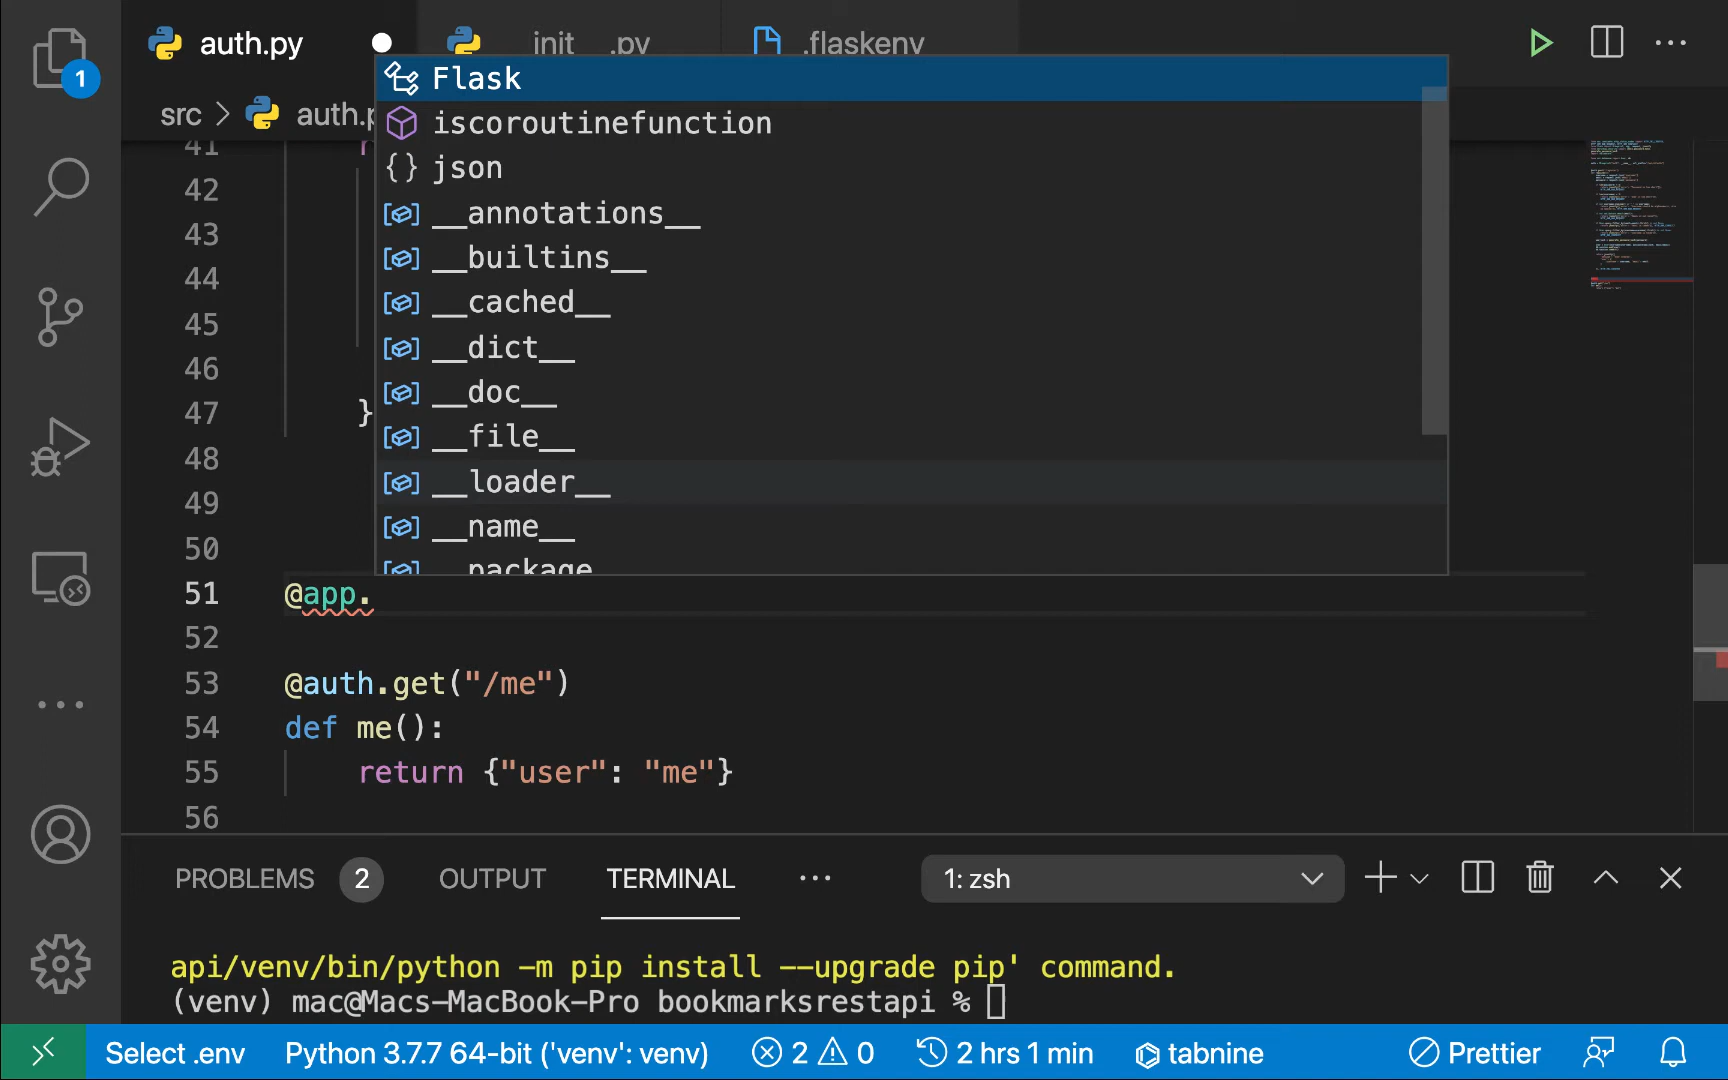 auth.py
init .py
.flaskenv
1
src > auth.p
Flask
iscoroutinefunction
{} json
__annotations__
__builtins__
__cached__
__dict__
__doc__
__file__
__loader__
__name__
__package
41
42
43
44
45
46
47 }
48
49
50
51 @app.
52
53 @auth.get("/me")
54 def me():
55 return {"user": "me"}
56
PROBLEMS 2 OUTPUT TERMINAL ... 1: zsh
api/venv/bin/python -m pip install --upgrade pip' command.
(venv) mac@Macs-MacBook-Pro bookmarksrestapi %
Select .env Python 3.7.7 64-bit ('venv': venv) 2 0 2 hrs 1 min tabnine Prettier